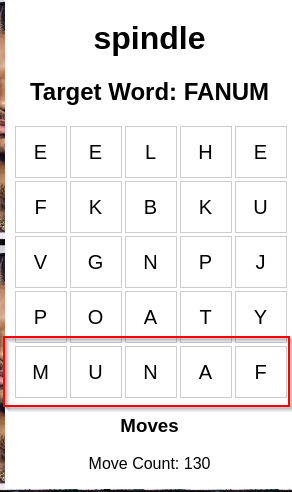 spindle
Target Word: FANUM
E E L H E
F K B K U
V G N P J
P O A T Y
M U N A F
Moves
Move Count: 130